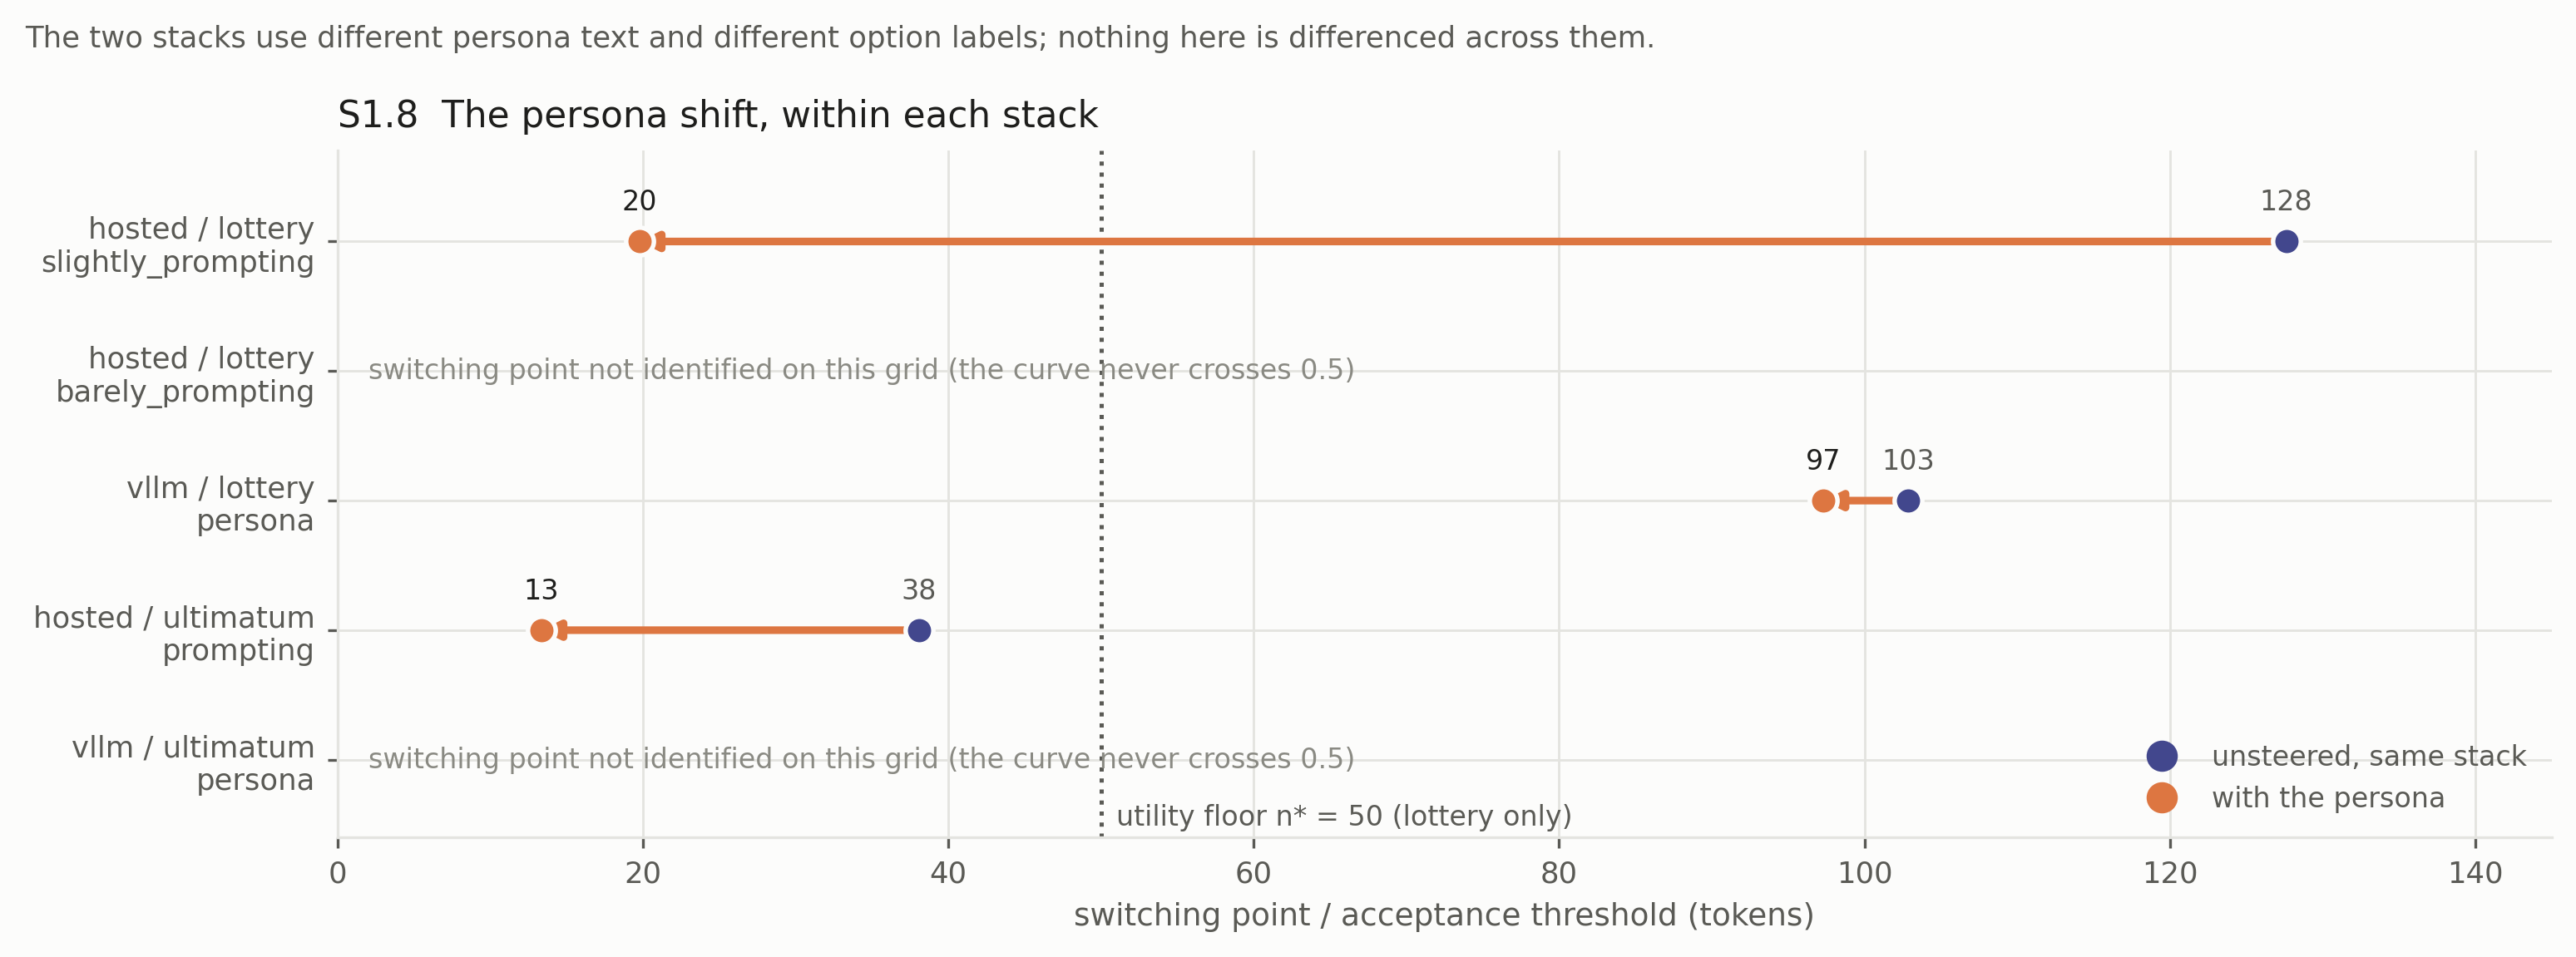 The two stacks use different persona text and different option labels; nothing here is differenced across them.
S1.8  The persona shift, within each stack
20
128
hosted / lottery
slightly_prompting
hosted / lottery
barely_prompting
switching point not identified on this grid (the curve never crosses 0.5)
97
103
vllm / lottery
persona
13
38
hosted / ultimatum
prompting
vllm / ultimatum
persona
switching point not identified on this grid (the curve never crosses 0.5)
unsteered, same stack
with the persona
utility floor n* = 50 (lottery only)
0 20 40 60 80 100 120 140
switching point / acceptance threshold (tokens)